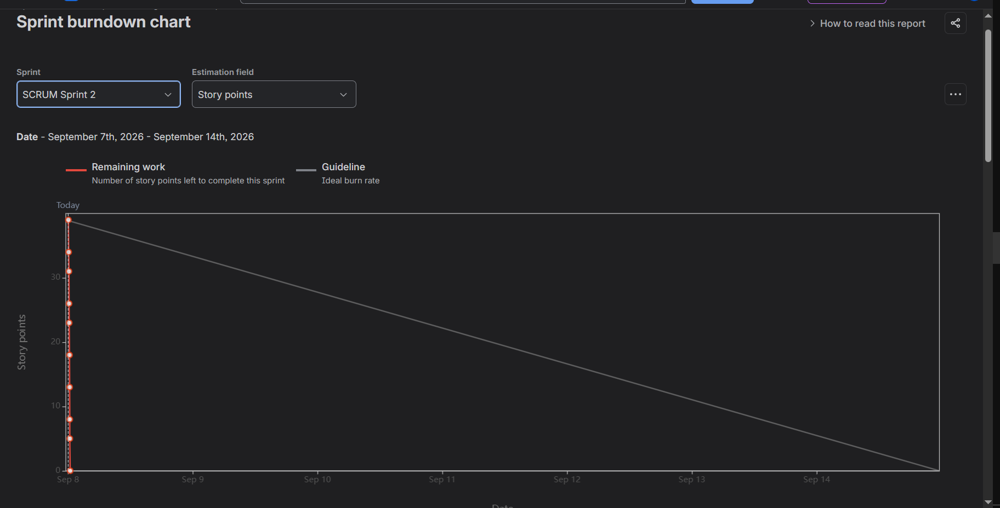 Sprint burndown chart
How to read this report
Sprint
Estimation field
SCRUM Sprint 2
Story points
Date - September 7th, 2026 - September 14th, 2026
Remaining work
Number of story points left to complete this sprint
Guideline
Ideal burn rate
Today
30
20
10
0
Story points
Sep 8
Sep 9
Sep 10
Sep 11
Sep 12
Sep 13
Sep 14
Date